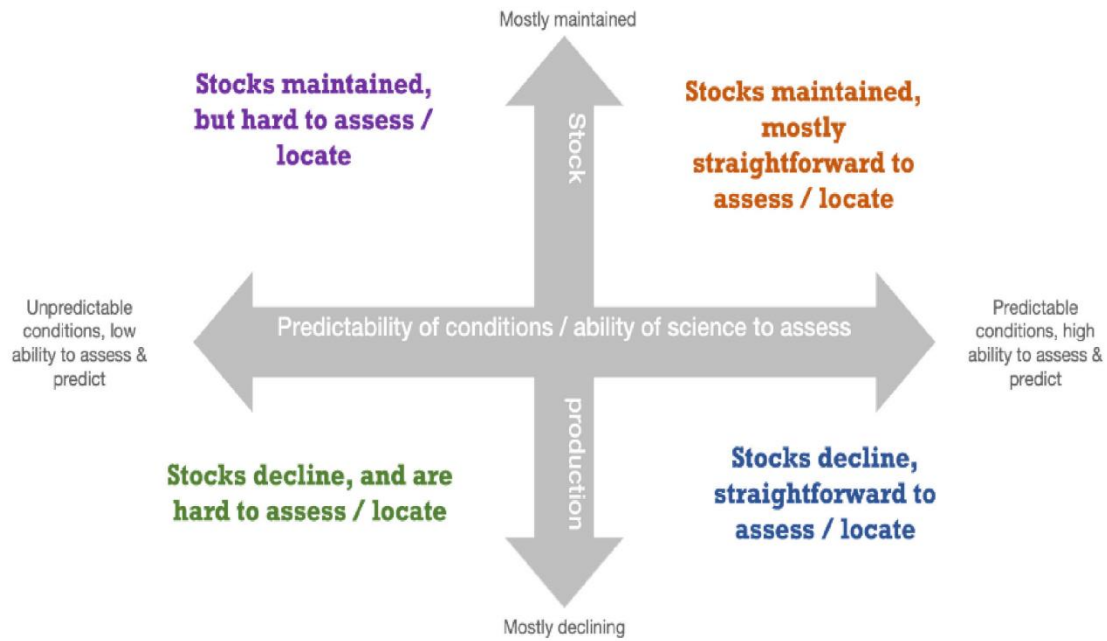 Mostly maintained
Stocks maintained,
but hard to assess /
locate
Stocks maintained,
mostly
straightforward to
assess / locate
Stock
Unpredictable
conditions, low
ability to assess &
predict
Predictability of conditions / ability of science to assess
Predictable
conditions, high
ability to assess &
predict
production
Stocks decline, and are
hard to assess / locate
Stocks decline,
straightforward to
assess / locate
Mostly declining